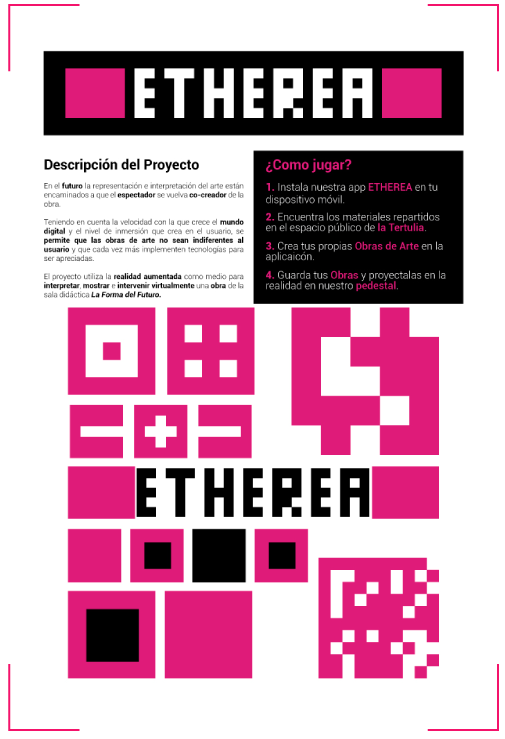 ETHEREA
Descripción del Proyecto
En el futuro la representación e interpretación del arte están
encaminados a que el espectador se vuelva co-creador de la
obra.
Teniendo en cuenta la velocidad con la que crece el mundo
digital y el nivel de inmersión que crea en el usuario, se
permite que las obras de arte no sean indiferentes al
usuario y que cada vez más implementen tecnologías para
ser apreciadas.
El proyecto utiliza la realidad aumentada como medio para
interpretar, mostrar e intervenir virtualmente una obra de la
sala didáctica La Forma del Futuro.
¿Como jugar?
1. Instala nuestra app ETHEREA en tu
dispositivo móvil.
2. Encuentra los materiales repartidos
en el espacio público de la Tertulia.
3. Crea tus propias Obras de Arte en la
aplicaicón.
4. Guarda tus Obras y proyectalas en la
realidad en nuestro pedestal.
ETHEREA